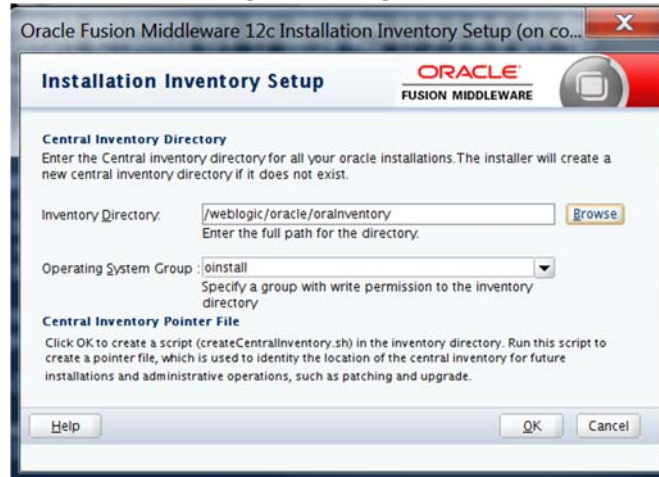 Oracle Fusion Middleware 12c Installation Inventory Setup (on co...
Installation Inventory Setup
ORACLE
FUSION MIDDLEWARE
Central Inventory Directory
Enter the Central inventory directory for all your oracle installations.The installer will create a
new central inventory directory if it does not exist.
Inventory Directory: /weblogic/oracle/oraInventory Browse
Enter the full path for the directory.
Operating System Group : oinstall
Specify a group with write permission to the inventory
directory
Central Inventory Pointer File
Click OK to create a script (createCentralInventory.sh) in the inventory directory. Run this script to
create a pointer file, which is used to identity the location of the central inventory for future
installations and administrative operations, such as patching and upgrade.
Help OK Cancel